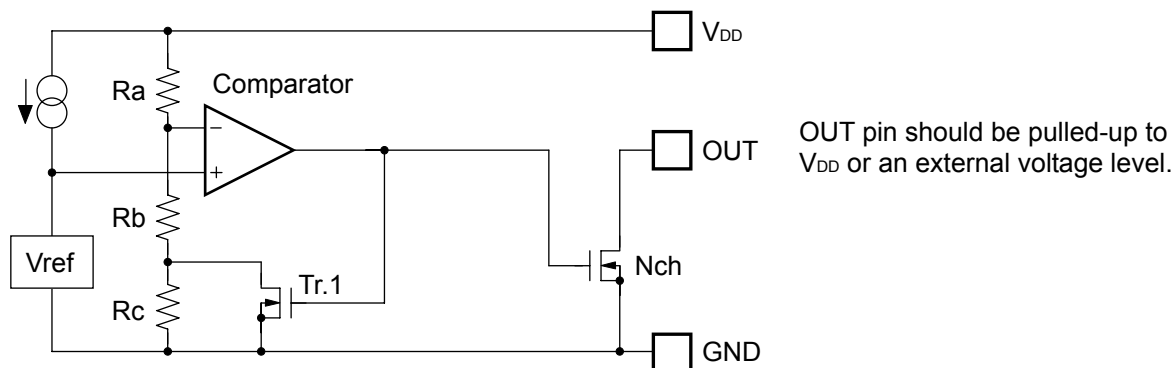 VDD
Ra
Comparator
−
+
OUT
OUT pin should be pulled-up to
VDD or an external voltage level.
Rb
Vref
Nch
Tr.1
Rc
GND